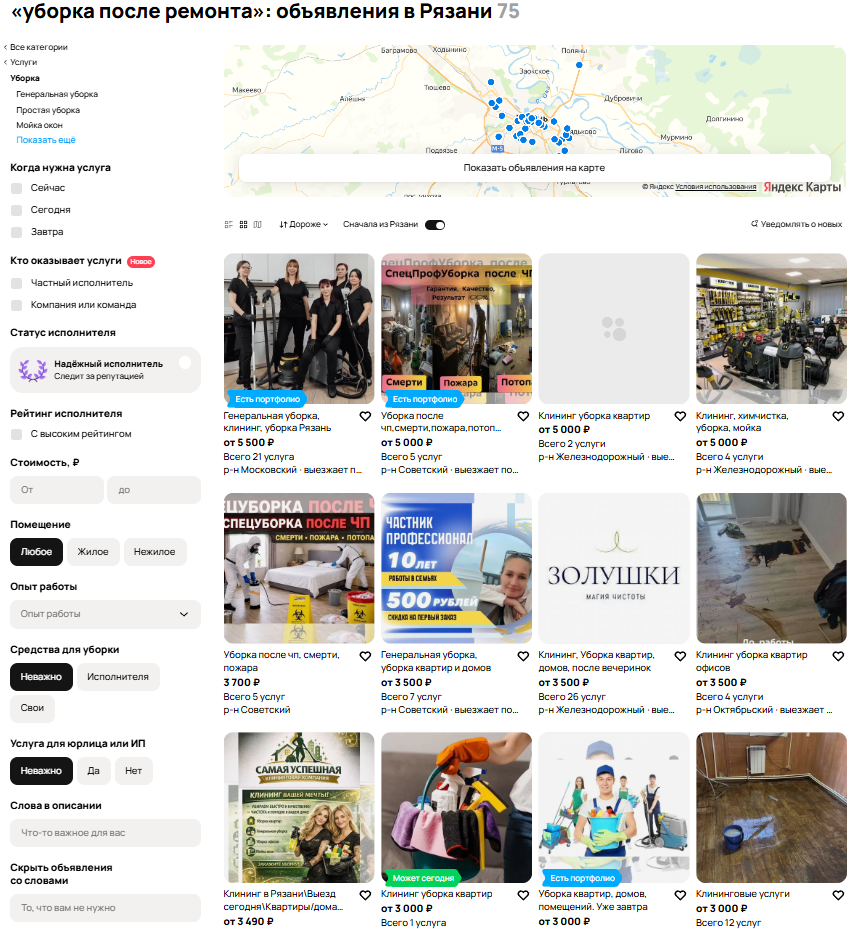 «уборка после ремонта»: объявления в Рязани 75
Все категории
Услуги
Уборка
Генеральная уборка
Простая уборка
Мойка окон
Показать ещё
Когда нужна услуга
Сейчас
Сегодня
Завтра
Кто оказывает услуги Новое
Частный исполнитель
Компания или команда
Статус исполнителя
Надёжный исполнитель
Следит за репутацией
Рейтинг исполнителя
С высоким рейтингом
Стоимость, ₽
От до
Помещение
Любое Жилое Нежилое
Опыт работы
Опыт работы
Средства для уборки
Неважно Исполнителя
Свои
Услуга для юрлица или ИП
Неважно Да Нет
Слова в описании
Что-то важное для вас
Скрыть объявления
со словами
То, что вам не нужно
Баграмово Ходынино Поляны
Заокское
Макеево Тюшево
Алёшня Дубровичи
Долгинино
Мурмино
М-5
Подвязье Льгово
Показать объявления на карте
© Яндекс Условия использования Яндекс Карты
Дороже Сначала из Рязани Уведомлять о новых
Есть портфолио
Генеральная уборка,
клининг, уборка Рязань
от 5 500 ₽
Всего 21 услуга
р-н Московский · выезжает п…
СпецПрофУборка после ЧП
Гарантия, Качество,
Результат
Смерти Пожара Потопа
Есть портфолио
Уборка после
чп,смерти,пожара,потоп…
от 5 000 ₽
Всего 5 услуг
р-н Советский · выезжает по…
Клининг уборка квартир
от 5 000 ₽
Всего 2 услуги
р-н Железнодорожный · вые…
Клининг, химчистка,
уборка, мойка
от 5 000 ₽
Всего 4 услуги
р-н Железнодорожный · вые…
СПЕЦУБОРКА ПОСЛЕ ЧП
СМЕРТИ • ПОЖАРА • ПОТОПА
Уборка после чп, смерти,
пожара
3 700 ₽
Всего 5 услуг
р-н Советский
ЧАСТНИК
ПРОФЕССИОНАЛ
10 ЛЕТ
РАБОТЫ В СЕМЬЯХ
500 РУБЛЕЙ
СКИДКА НА ПЕРВЫЙ ЗАКАЗ
Генеральная уборка,
уборка квартир и домов
от 3 500 ₽
Всего 7 услуг
р-н Советский · выезжает по…
ЗОЛУШКИ
МАГИЯ ЧИСТОТЫ
Клининг, Уборка квартир,
домов, после вечеринок
от 3 500 ₽
Всего 26 услуг
р-н Железнодорожный · вые…
До работы
Клининг уборка квартир
офисов
от 3 500 ₽
Всего 4 услуги
р-н Октябрьский · выезжает …
САМАЯ УСПЕШНАЯ
КЛИНИНГОВАЯ КОМПАНИЯ
КЛИНИНГ ВАШЕЙ МЕЧТЫ!
Клининг в Рязани\Выезд
сегодня\Квартиры/дома…
от 3 490 ₽
Может сегодня
Клининг уборка квартир
от 3 000 ₽
Всего 1 услуга
Есть портфолио
Уборка квартир, домов,
помещений. Уже завтра
от 3 000 ₽
Клининговые услуги
от 3 000 ₽
Всего 12 услуг